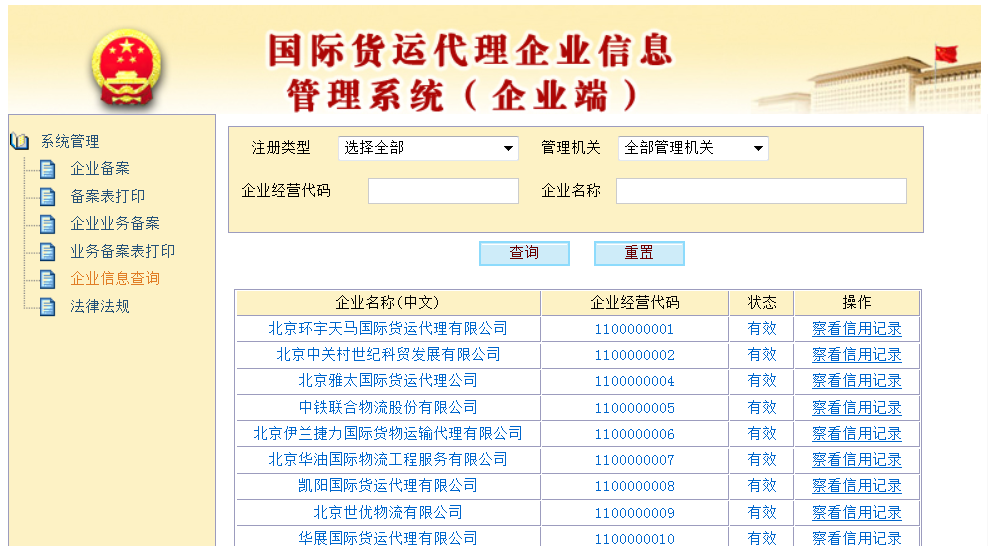 国际货运代理企业信息
管理系统（企业端）
系统管理
企业备案
备案表打印
企业业务备案
业务备案表打印
企业信息查询
法律法规
注册类型 选择全部 管理机关 全部管理机关
企业经营代码 企业名称
查询 重置
企业名称(中文) 企业经营代码 状态 操作
北京环宇天马国际货运代理有限公司 1100000001 有效 察看信用记录
北京中关村世纪科贸发展有限公司 1100000002 有效 察看信用记录
北京雅太国际货运代理公司 1100000004 有效 察看信用记录
中铁联合物流股份有限公司 1100000005 有效 察看信用记录
北京伊兰捷力国际货物运输代理有限公司 1100000006 有效 察看信用记录
北京华油国际物流工程服务有限公司 1100000007 有效 察看信用记录
凯阳国际货运代理有限公司 1100000008 有效 察看信用记录
北京世优物流有限公司 1100000009 有效 察看信用记录
华展国际货运代理有限公司 1100000010 有效 察看信用记录